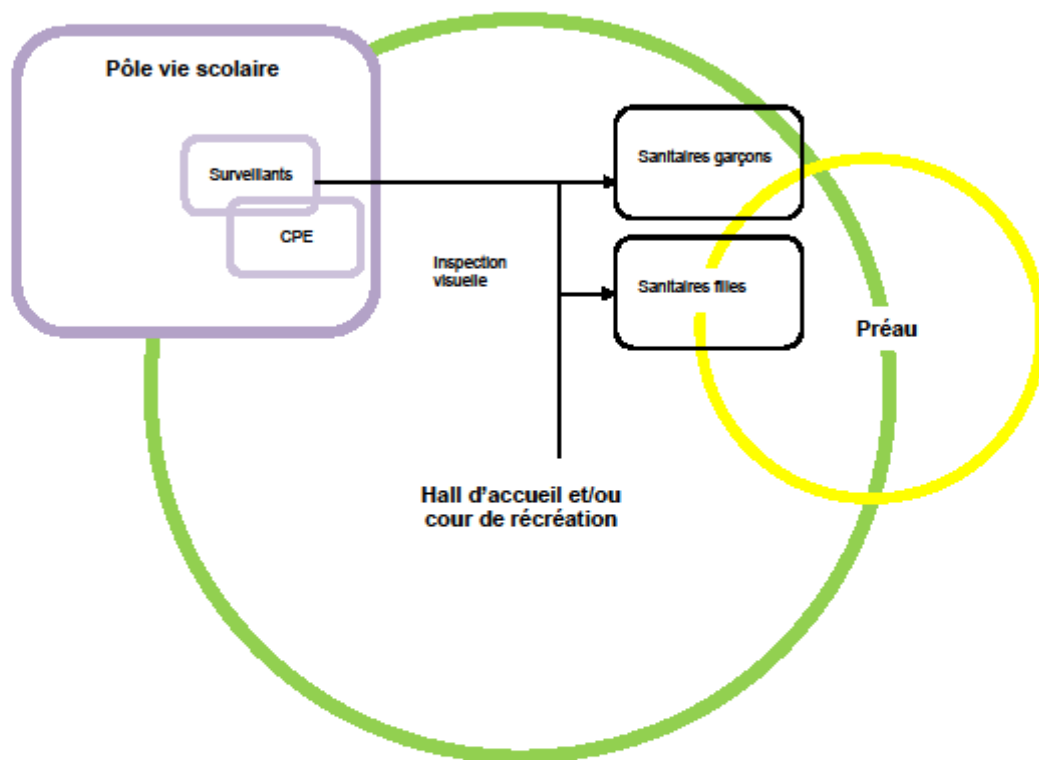 Pôle vie scolaire
Surveillants
CPE
Inspection
visuelle
Sanitaires garçons
Sanitaires filles
Préau
Hall d'accueil et/ou
cour de récréation